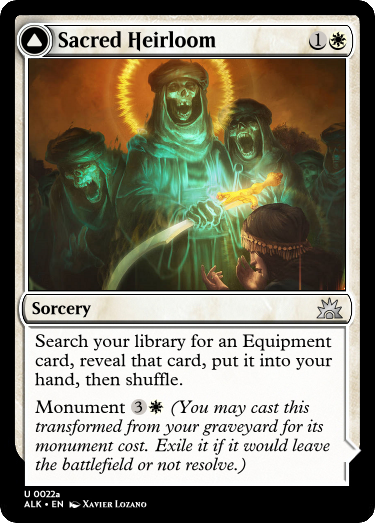 Sacred Heirloom 1
Sorcery
Search your library for an Equipment
card, reveal that card, put it into your
hand, then shuffle.
Monument 3 (You may cast this
transformed from your graveyard for its
monument cost. Exile it if it would leave
the battlefield or not resolve.)
U 0022a
ALK • EN Xavier Lozano